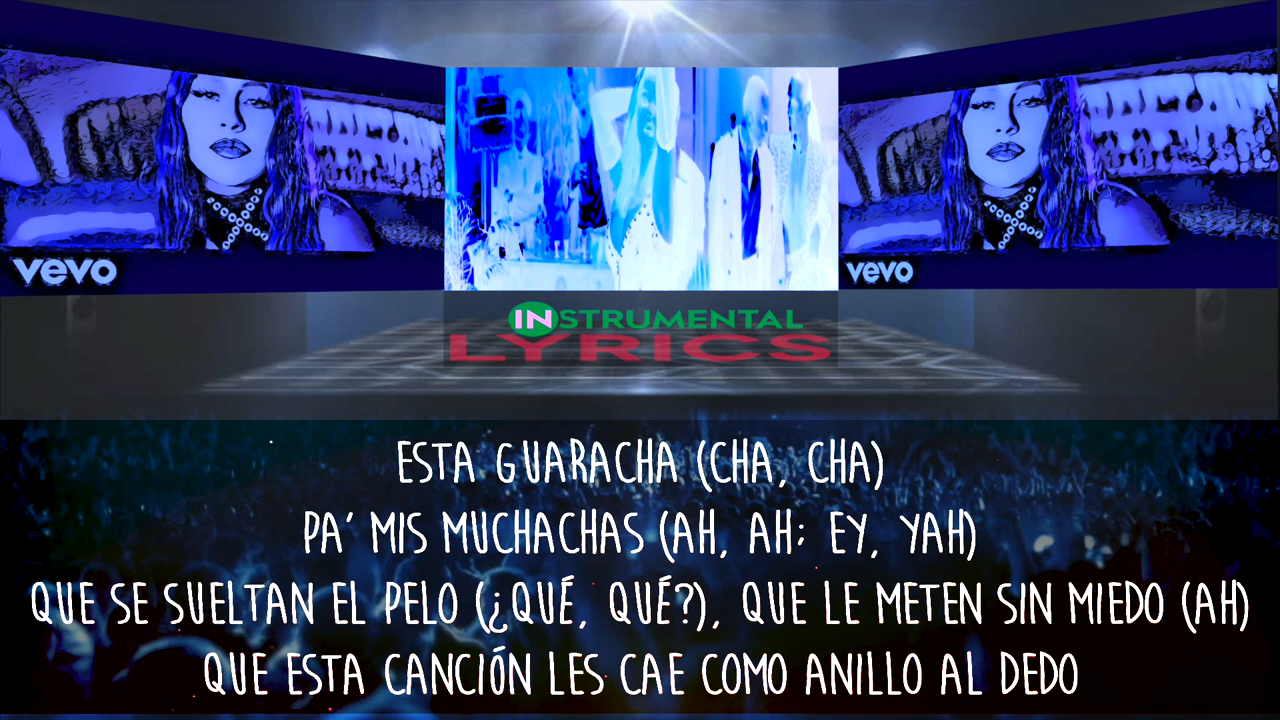 vevo
vevo
INSTRUMENTAL
LYRICS
ESTA GUARACHA (CHA, CHA)
PA' MIS MUCHACHAS (AH, AH; EY, YAH)
QUE SE SUELTAN EL PELO (¿QUÉ, QUÉ?), QUE LE METEN SIN MIEDO (AH)
QUE ESTA CANCIÓN LES CAE COMO ANILLO AL DEDO